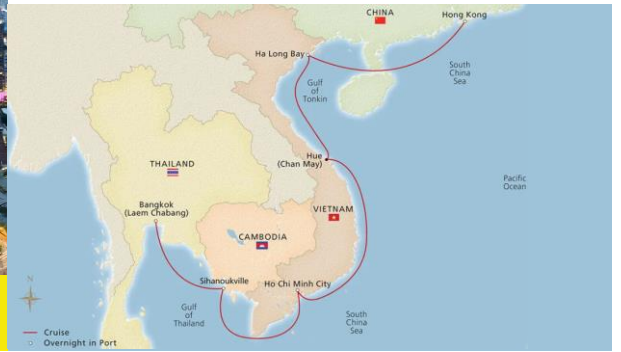 CHINA
Hong Kong
Ha Long Bay
South
China
Sea
Gulf
of
Tonkin
Hue
(Chan May)
THAILAND
Pacific
Ocean
Bangkok
(Laem Chabang)
VIETNAM
CAMBODIA
Sihanoukville
Ho Chi Minh City
N
Gulf
of
Thailand
South
China
Sea
Cruise
Overnight in Port